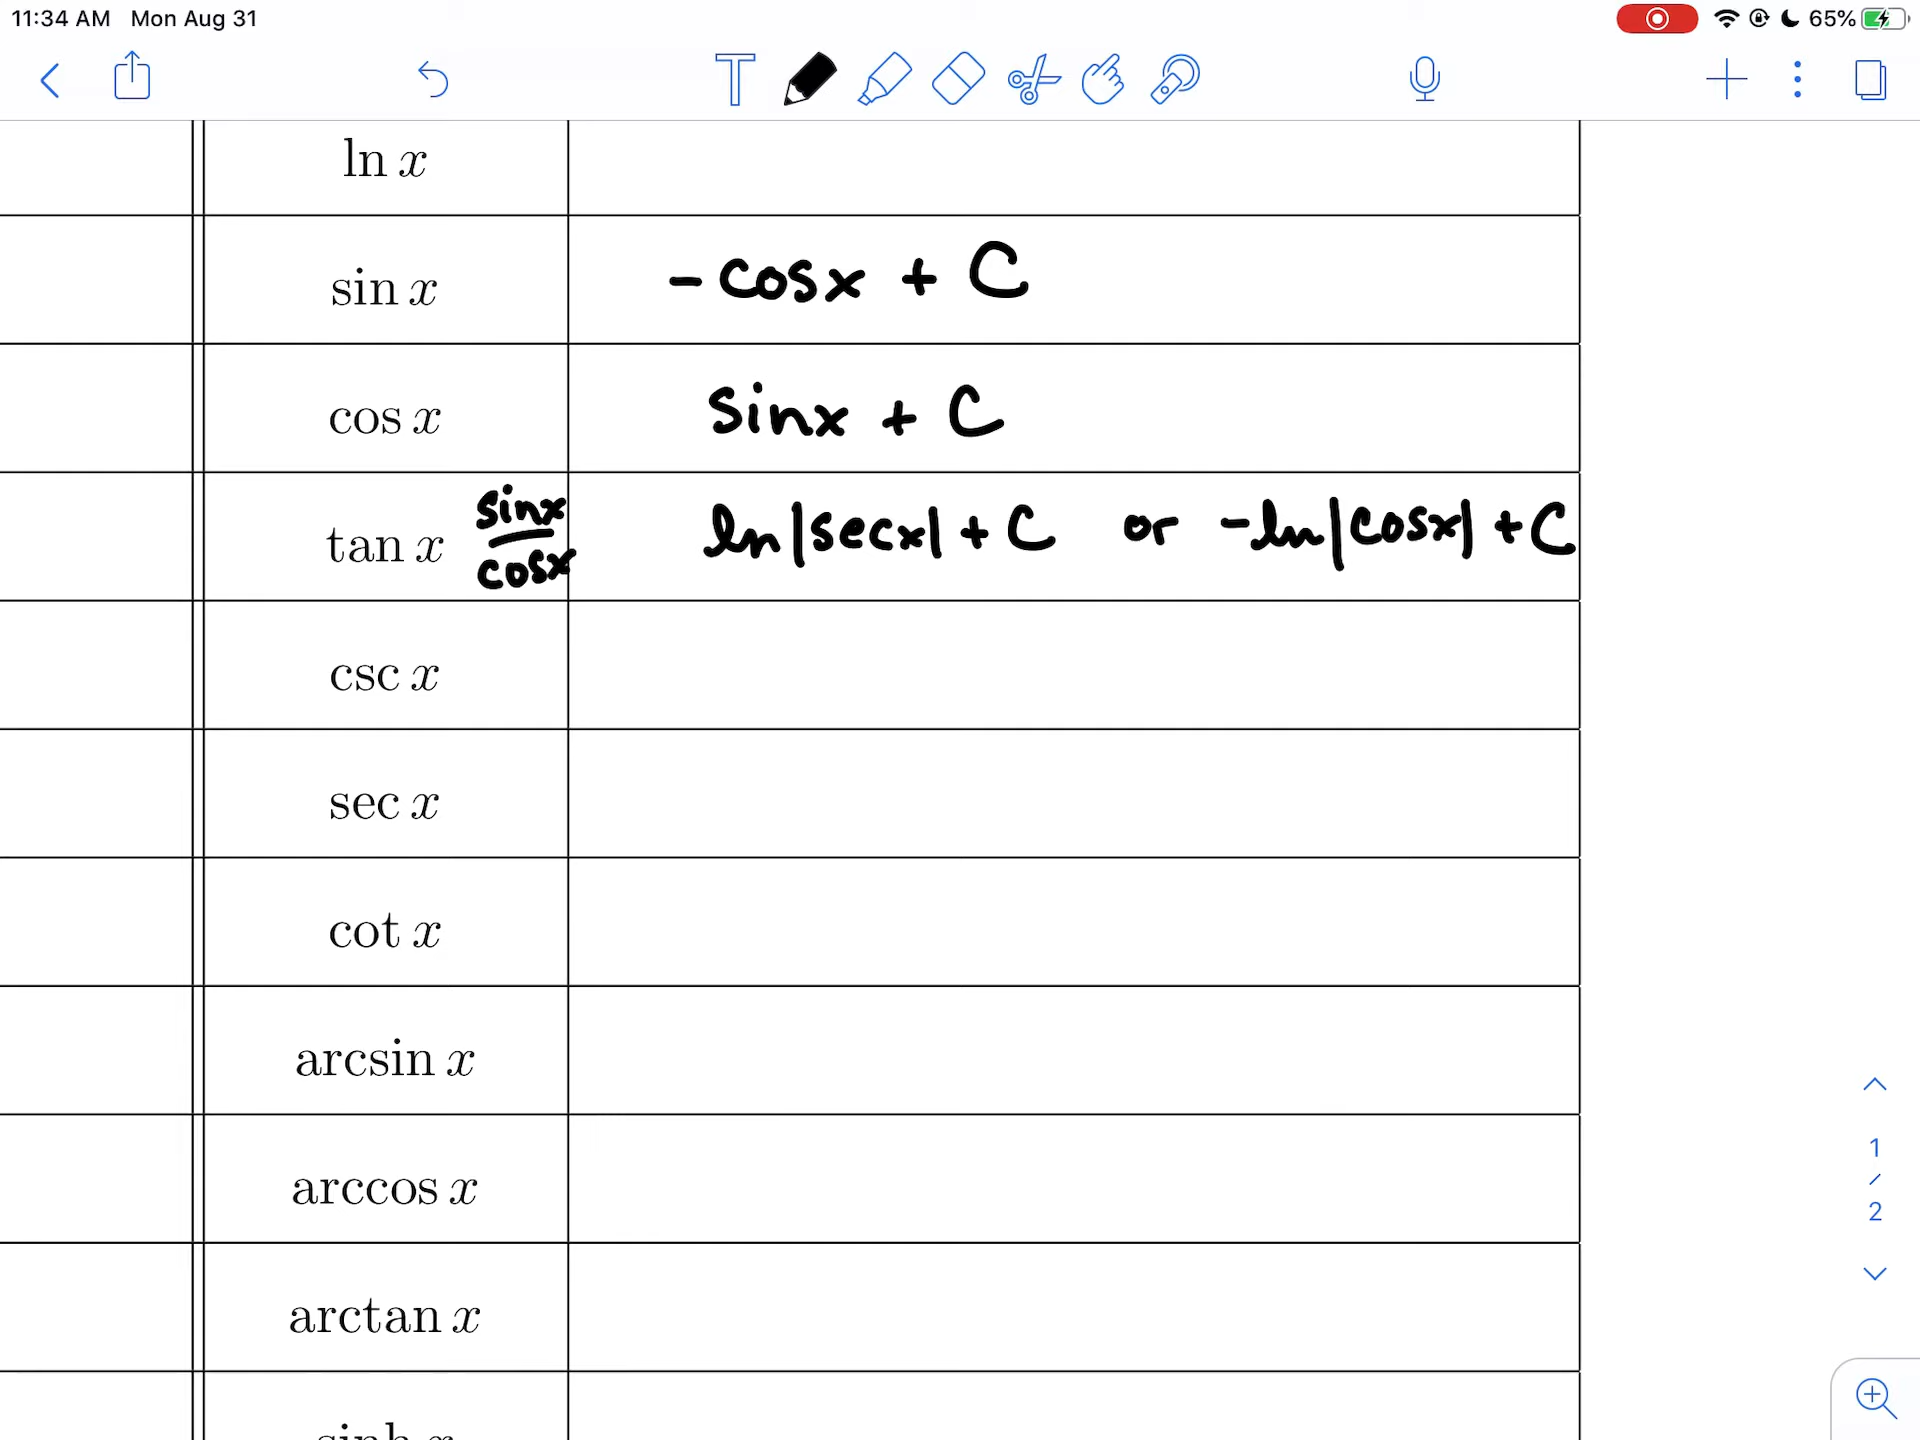 11:34 AM Mon Aug 31 65%
T
ln x
sin x - cosx + C
cos x sinx + C
tan x sinx/cosx ln|secx| + C or -ln|cosx| + C
csc x
sec x
cot x
arcsin x
arccos x
arctan x
sinh x
1
/
2